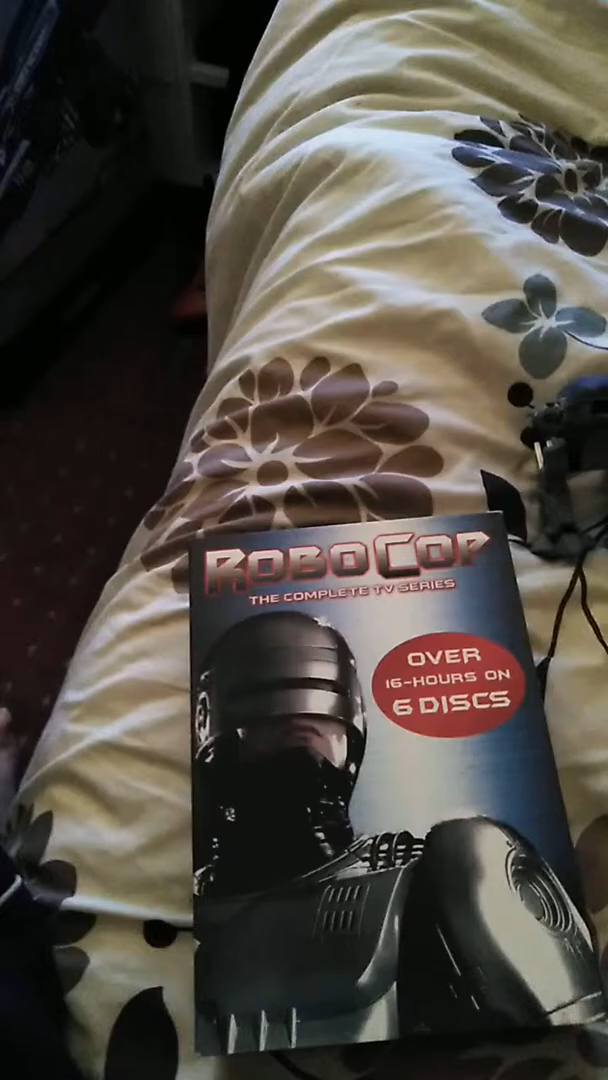 ROBOCOP
THE COMPLETE TV SERIES
OVER
16-HOURS ON
6 DISCS